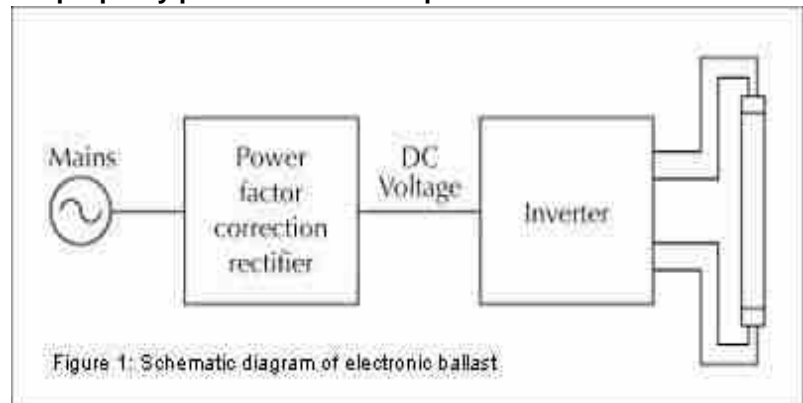 Mains
Power
factor
correction
rectifier
DC
Voltage
Inverter
Figure 1: Schematic diagram of electronic ballast